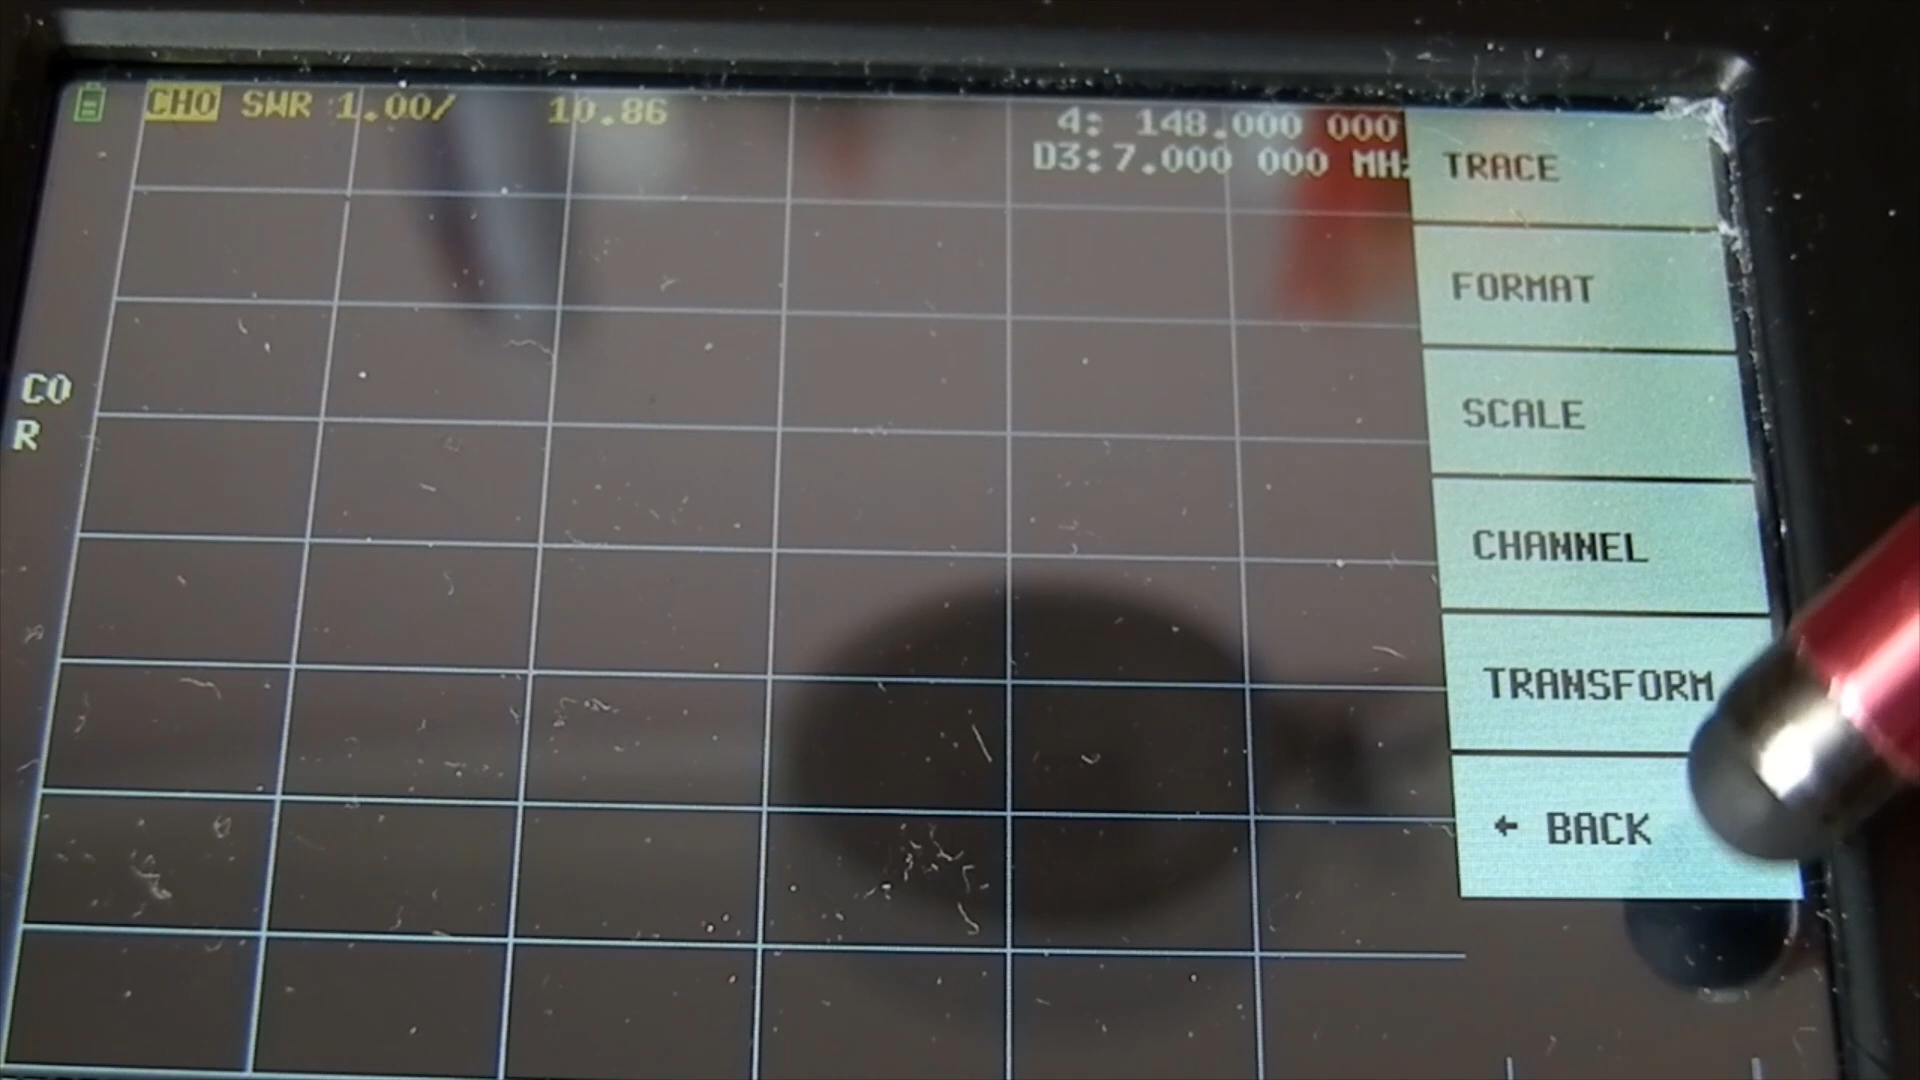 CH0 SWR 1.00/ 10.86
4: 148.000 000
D3:7.000 000 MHz
CO
R
TRACE
FORMAT
SCALE
CHANNEL
TRANSFORM
← BACK